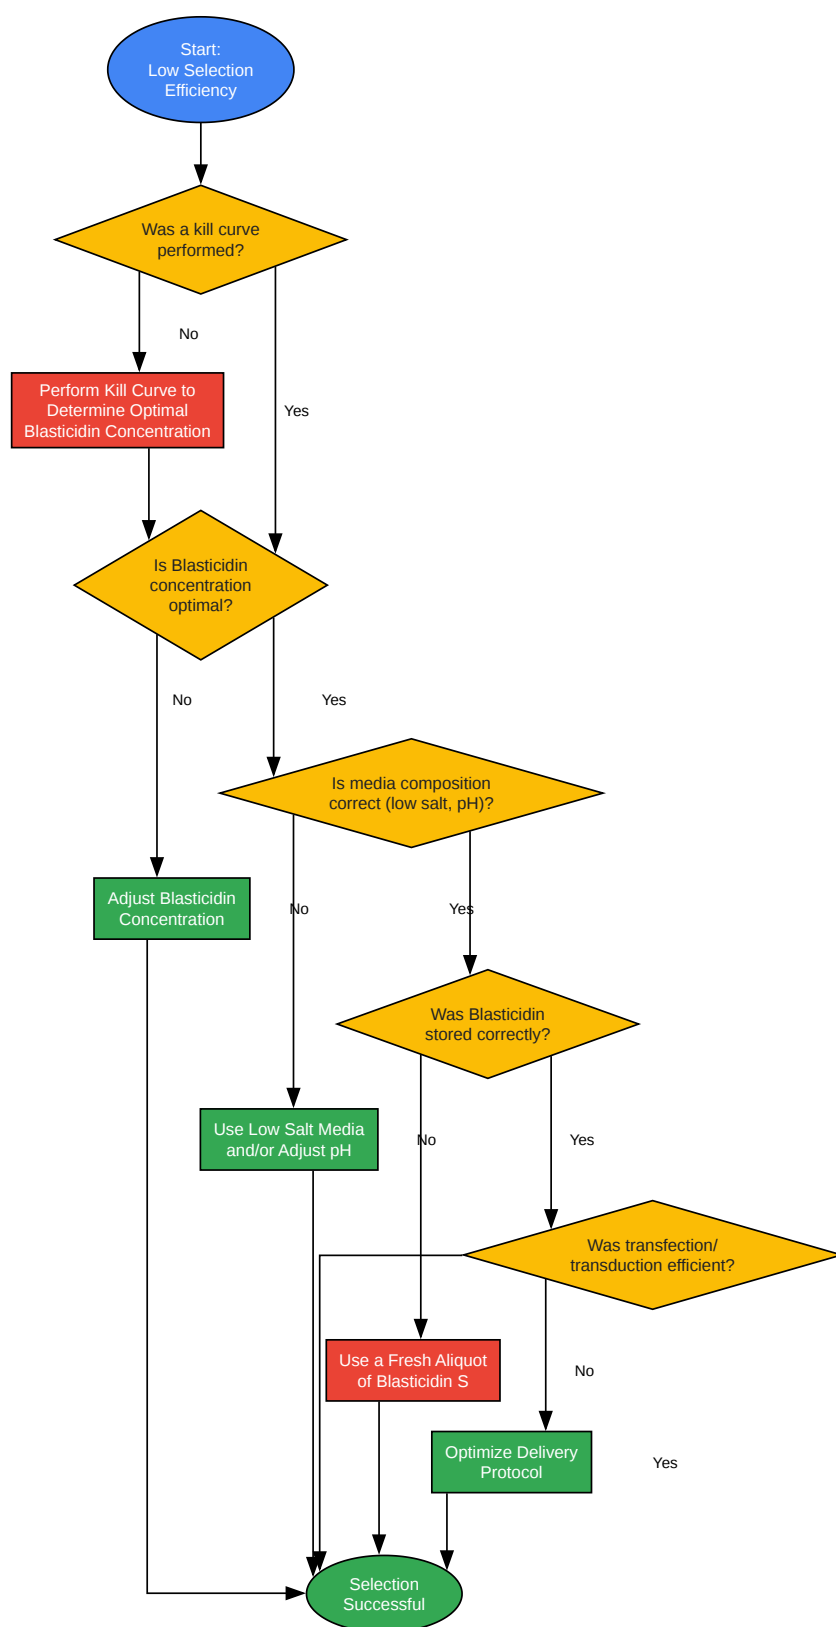 Start:
Low Selection
Efficiency
Was a kill curve
performed?
No
Perform Kill Curve to
Determine Optimal
Blasticidin Concentration
Yes
Is Blasticidin
concentration
optimal?
No
Yes
Is media composition
correct (low salt, pH)?
Adjust Blasticidin
Concentration
No
Yes
Was Blasticidin
stored correctly?
Use Low Salt Media
and/or Adjust pH
No
Yes
Was transfection/
transduction efficient?
Use a Fresh Aliquot
of Blasticidin S
No
Optimize Delivery
Protocol
Yes
Selection
Successful